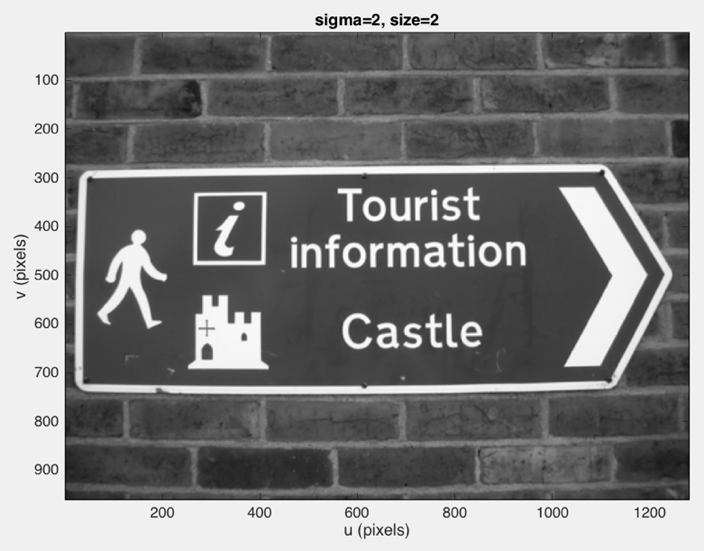 sigma=2, size=2
100
200
300
400
500
600
700
800
900
v (pixels)
i
Tourist
information
Castle
200
400
600
800
1000
1200
u (pixels)